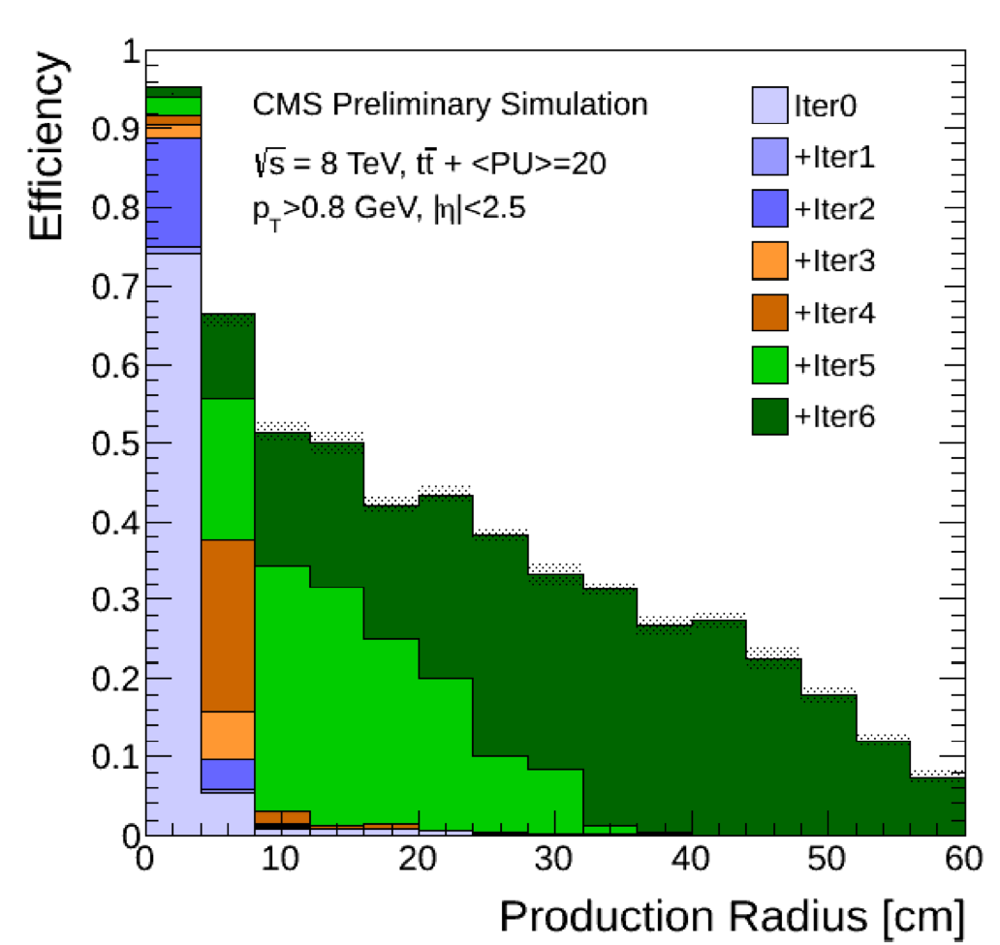 Efficiency
1
0.9
0.8
0.7
0.6
0.5
0.4
0.3
0.2
0.1
0
CMS Preliminary Simulation
√s = 8 TeV, tt̄ + <PU>=20
p_T>0.8 GeV, |η|<2.5
Iter0
+Iter1
+Iter2
+Iter3
+Iter4
+Iter5
+Iter6
0 10 20 30 40 50 60
Production Radius [cm]